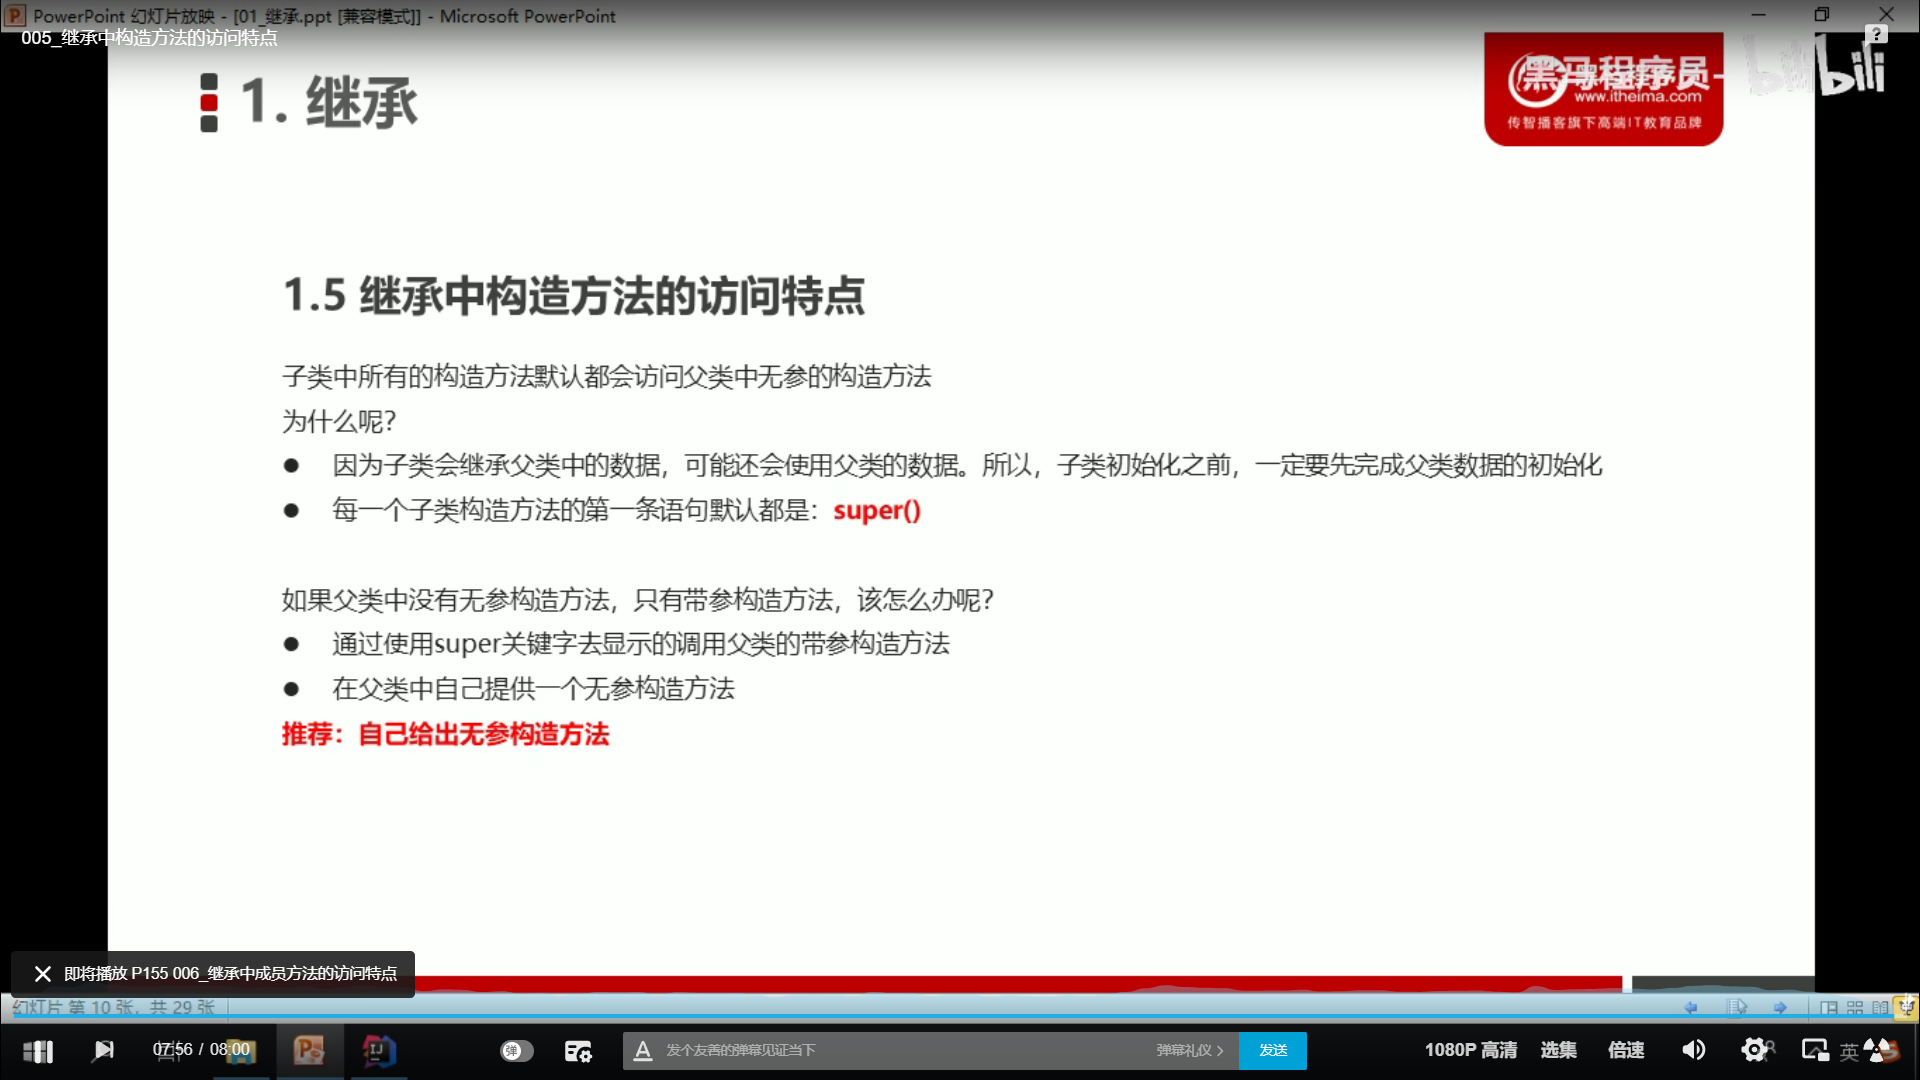 PowerPoint 幻灯片放映 - [01_继承.ppt [兼容模式]] - Microsoft PowerPoint
005_继承中构造方法的访问特点
1. 继承
黑马程序员-
bilibili
www.itheima.com
传智播客旗下高端IT教育品牌
1.5 继承中构造方法的访问特点
子类中所有的构造方法默认都会访问父类中无参的构造方法
为什么呢？
● 因为子类会继承父类中的数据，可能还会使用父类的数据。所以，子类初始化之前，一定要先完成父类数据的初始化
● 每一个子类构造方法的第一条语句默认都是：super()
如果父类中没有无参构造方法，只有带参构造方法，该怎么办呢？
● 通过使用super关键字去显示的调用父类的带参构造方法
● 在父类中自己提供一个无参构造方法
推荐：自己给出无参构造方法
即将播放 P155 006_继承中成员方法的访问特点
幻灯片 第 10 张，共 29 张
07:56 / 08:00
弹
A 发个友善的弹幕见证当下
弹幕礼仪 >
发送
1080P 高清
选集
倍速
英